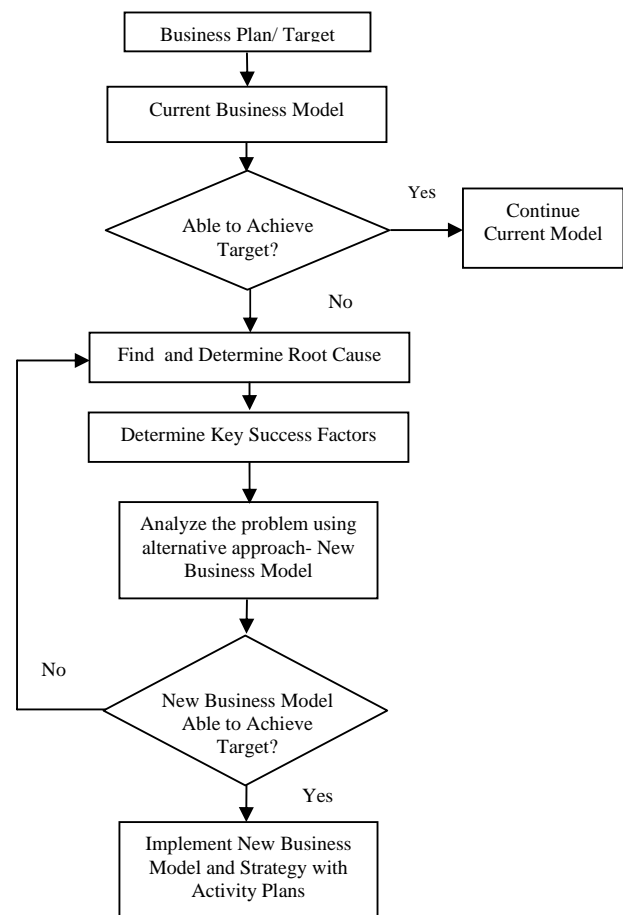 Business Plan/ Target
Current Business Model
Yes
Able to Achieve
Target?
Continue
Current Model
No
Find and Determine Root Cause
Determine Key Success Factors
Analyze the problem using
alternative approach- New
Business Model
No
New Business Model
Able to Achieve
Target?
Yes
Implement New Business
Model and Strategy with
Activity Plans